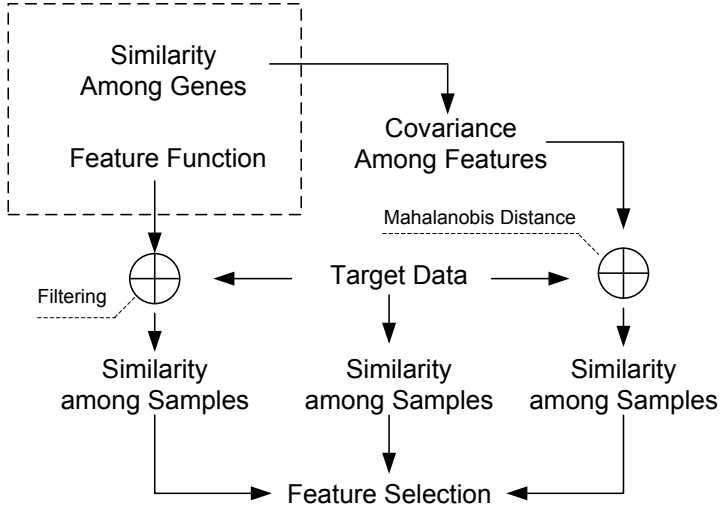 Similarity
Among Genes
Covariance
Among Features
Feature Function
Mahalanobis Distance
Target Data
Filtering
Similarity
among Samples
Similarity
among Samples
Similarity
among Samples
Feature Selection